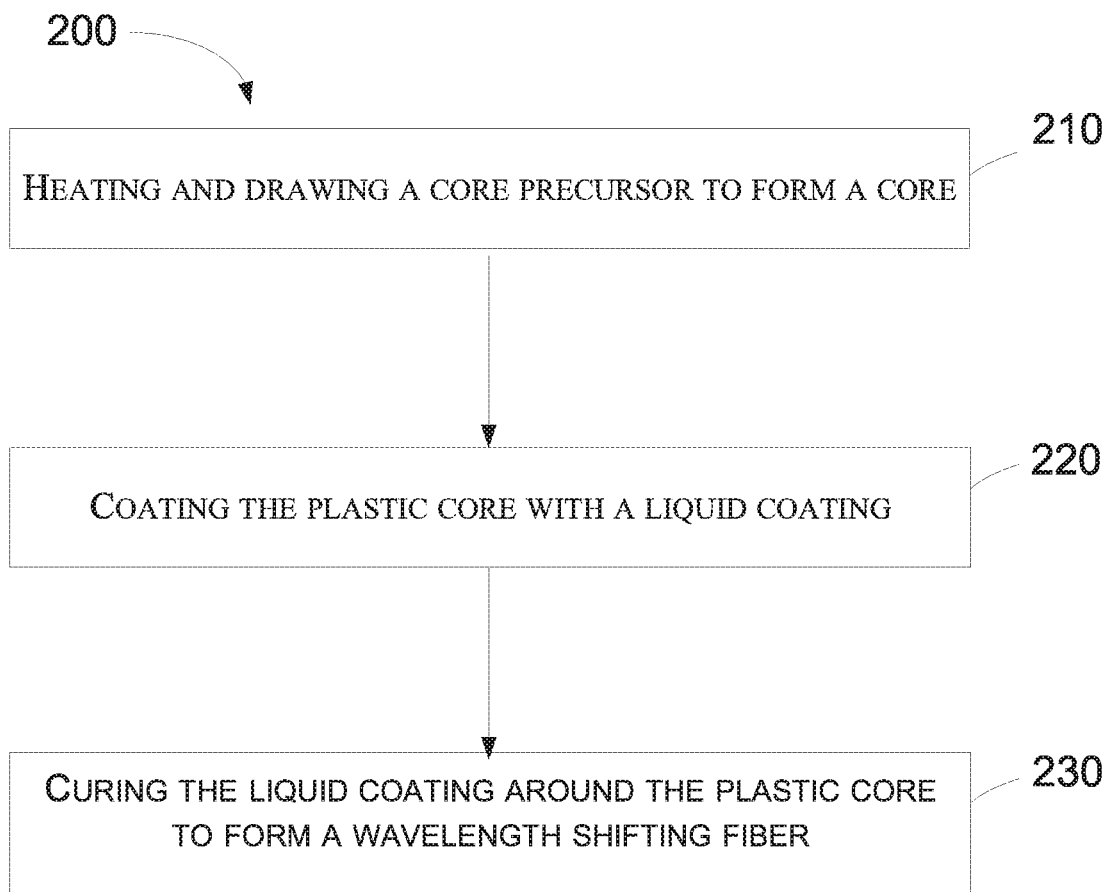 200
210
HEATING AND DRAWING A CORE PRECURSOR TO FORM A CORE
220
COATING THE PLASTIC CORE WITH A LIQUID COATING
230
CURING THE LIQUID COATING AROUND THE PLASTIC CORE
TO FORM A WAVELENGTH SHIFTING FIBER